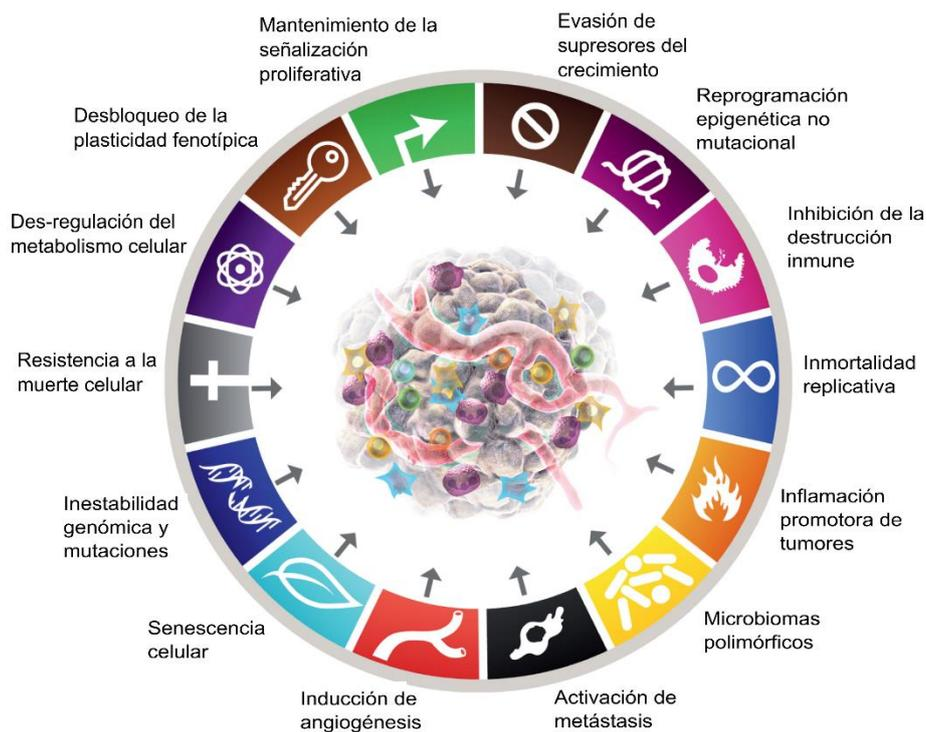 Mantenimiento de la
señalización
proliferativa
Evasión de
supresores del
crecimiento
Reprogramación
epigenética no
mutacional
Inhibición de la
destrucción
inmune
Inmortalidad
replicativa
Inflamación
promotora de
tumores
Microbiomas
polimórficos
Activación de
metástasis
Inducción de
angiogénesis
Senescencia
celular
Inestabilidad
genómica y
mutaciones
Resistencia a la
muerte celular
Des-regulación del
metabolismo celular
Desbloqueo de la
plasticidad fenotípica